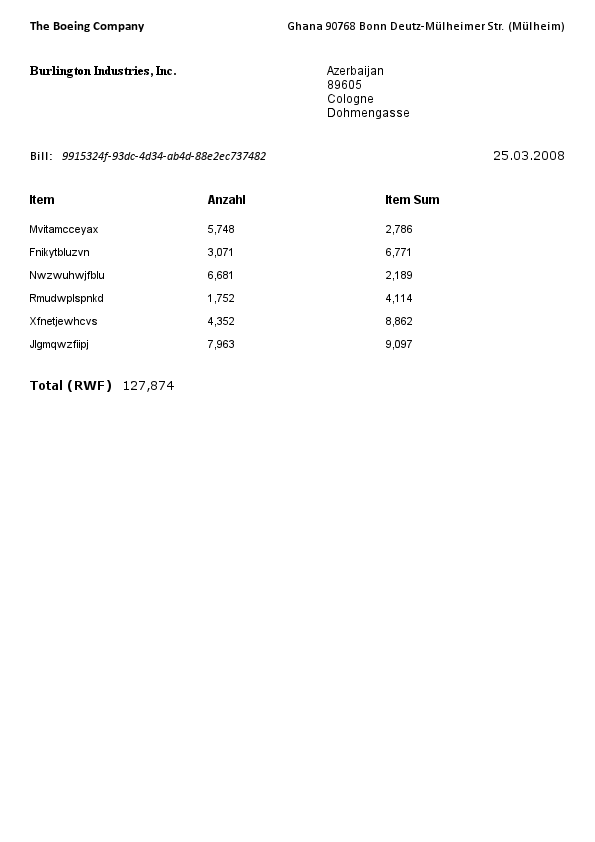 The Boeing Company Ghana 90768 Bonn Deutz-Mülheimer Str. (Mülheim)
Burlington Industries, Inc.
Azerbaijan
89605
Cologne
Dohmengasse
Bill: 9915324f-93dc-4d34-ab4d-88e2ec737482 25.03.2008
Item Anzahl Item Sum
Mvitamcceyax 5,748 2,786
Fnikytbluzvn 3,071 6,771
Nwzwuhwjfblu 6,681 2,189
Rmudwplspnkd 1,752 4,114
Xfnetjewhcvs 4,352 8,862
Jlgmqwzfiipj 7,963 9,097
Total (RWF) 127,874